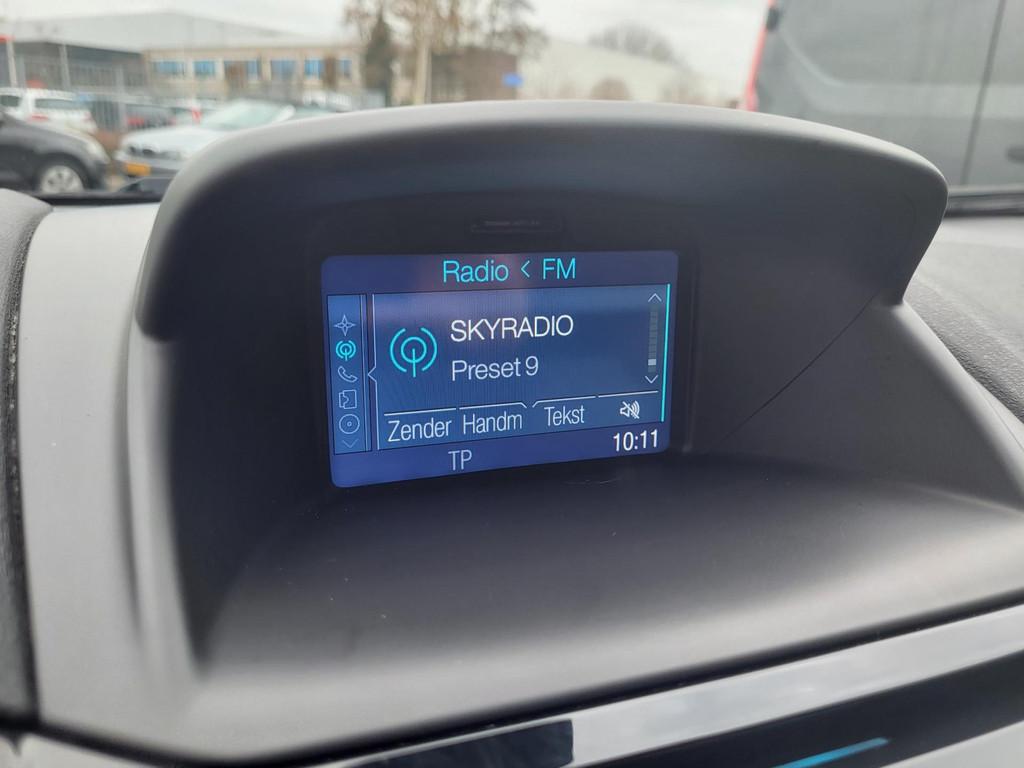 Radio < FM
SKYRADIO
Preset 9
Zender Handm Tekst
10:11
TP